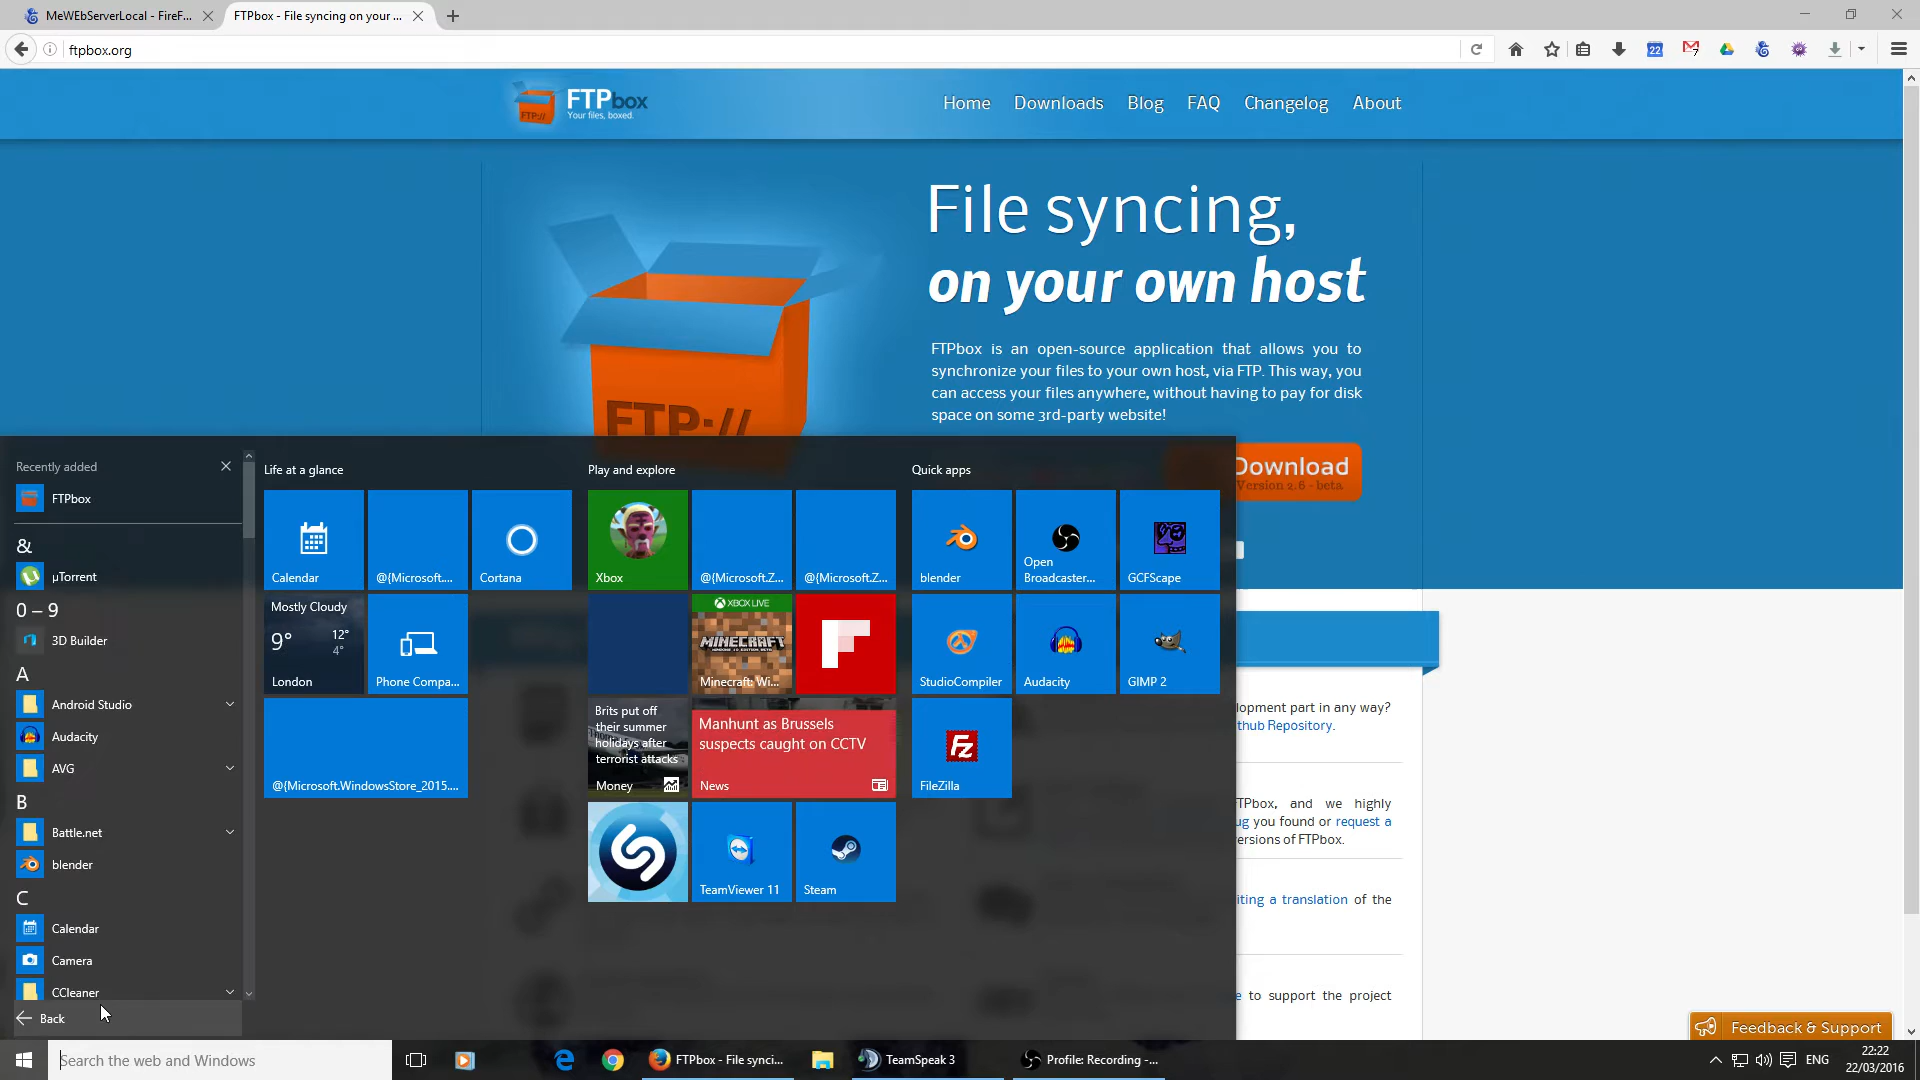 MeWEbServerLocal - FireF...
FTPbox - File syncing on your ...
ftpbox.org
22
7
FTPbox
Your files, boxed.
FTP://
Home
Downloads
Blog
FAQ
Changelog
About
File syncing,
on your own host
FTPbox is an open-source application that allows you to
synchronize your files to your own host, via FTP. This way, you
can access your files anywhere, without having to pay for disk
space on some 3rd-party website!
FTP://
Download
Version 2.6 - beta
Recently added
FTPbox
&
µTorrent
0 – 9
3D Builder
A
Android Studio
Audacity
AVG
B
Battle.net
blender
C
Calendar
Camera
CCleaner
Back
Life at a glance
Calendar
@{Microsoft....
Cortana
Mostly Cloudy
9°
12°
4°
London
Phone Compa...
@{Microsoft.WindowsStore_2015....
Play and explore
Xbox
@{Microsoft.Z...
@{Microsoft.Z...
XBOX LIVE
MINECRAFT
Minecraft: Wi...
Brits put off
their summer
holidays after
terrorist attacks
Money
Manhunt as Brussels
suspects caught on CCTV
News
TeamViewer 11
Steam
Quick apps
blender
Open
Broadcaster...
GCFScape
StudioCompiler
Audacity
GIMP 2
Fz
FileZilla
lopment part in any way?
thub Repository.
TPbox, and we highly
ug you found or request a
ersions of FTPbox.
iting a translation of the
e to support the project
Feedback & Support
Search the web and Windows
FTPbox - File synci...
TeamSpeak 3
Profile: Recording -...
ENG
22:22
22/03/2016